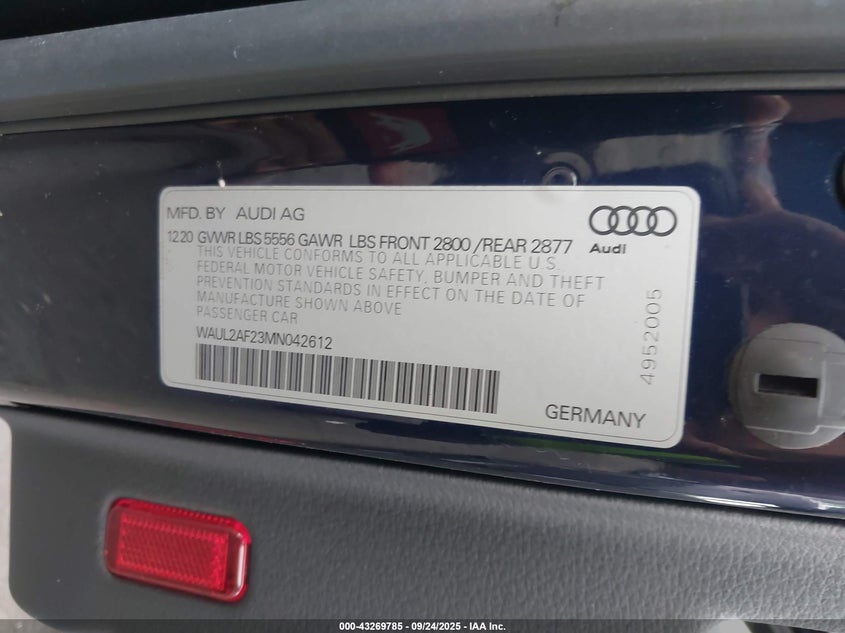 MFD. BY AUDI AG
1220 GVWR LBS 5556 GAWR LBS FRONT 2800 /REAR 2877
Audi
THIS VEHICLE CONFORMS TO ALL APPLICABLE U.S.
FEDERAL MOTOR VEHICLE SAFETY, BUMPER AND THEFT
PREVENTION STANDARDS IN EFFECT ON THE DATE OF
MANUFACTURE SHOWN ABOVE
PASSENGER CAR
WAUL2AF23MN042612
4952005
GERMANY
000-43269785 - 09/24/2025 - IAA Inc.